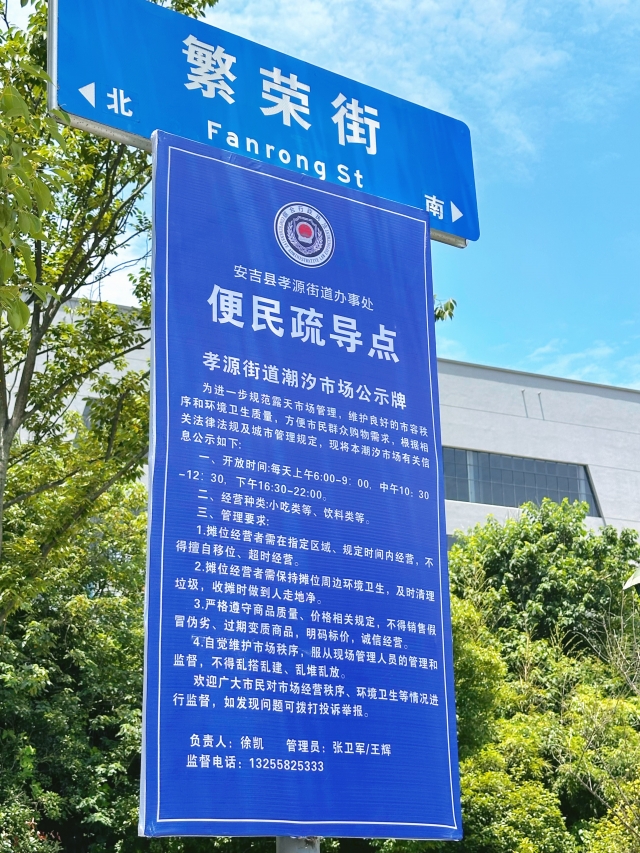 繁荣街
北
Fanrong St
南
安吉县孝源街道办事处
便民疏导点
孝源街道潮汐市场公示牌
为进一步规范露天市场管理，维护良好的市容秩
序和环境卫生质量，方便市民群众购物需求，根据相
关法律法规及城市管理规定，现将本潮汐市场有关信
息公示如下：
一、开放时间:每天上午6:00-9：00，中午10：30
-12：30，下午16:30-22:00。
二、经营种类:小吃类等、饮料类等。
三、管理要求：
1.摊位经营者需在指定区域、规定时间内经营，不
得擅自移位、超时经营。
2.摊位经营者需保持摊位周边环境卫生，及时清理
垃圾，收摊时做到人走地净。
3.严格遵守商品质量、价格相关规定，不得销售假
冒伪劣、过期变质商品，明码标价，诚信经营。
4.自觉维护市场秩序，服从现场管理人员的管理和
监督，不得乱搭乱建、乱堆乱放。
欢迎广大市民对市场经营秩序、环境卫生等情况进
行监督，如发现问题可拨打投诉举报。
负责人：徐凯 管理员：张卫军/王辉
监督电话：13255825333